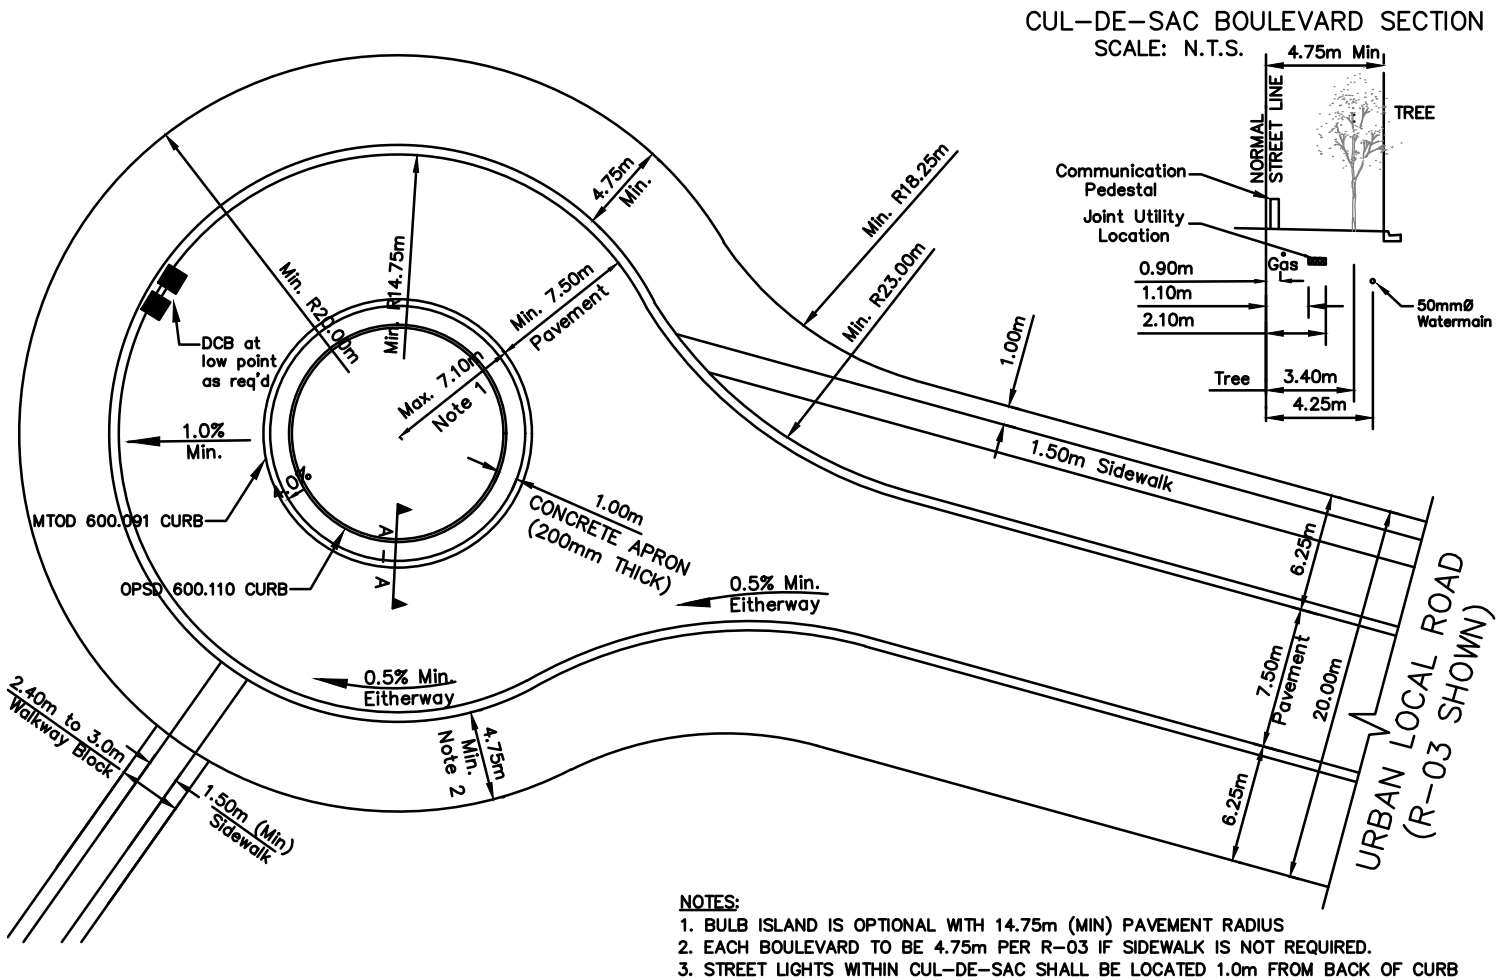 CUL-DE-SAC BOULEVARD SECTION
SCALE: N.T.S.
4.75m Min.
NORMAL
STREET LINE
TREE
Communication
Pedestal
Joint Utility
Location
Gas
0.90m
1.10m
2.10m
50mmØ
Watermain
Tree
3.40m
4.25m
4.75m
Min.
Min. R18.25m
Min. R23.00m
Min. R20.00m
Min. R14.75m
Min. 7.50m
Pavement
Max. 7.10m
Note 1
DCB at
low point
as req'd
1.0%
Min.
1.00m
1.50m Sidewalk
MTOD 600.091 CURB
OPSD 600.110 CURB
A
A
1.00m
CONCRETE APRON
(200mm THICK)
0.5% Min.
Eitherway
0.5% Min.
Eitherway
6.25m
7.50m
Pavement
20.00m
6.25m
URBAN LOCAL ROAD
(R-03 SHOWN)
2.40m to 3.0m
Walkway Block
1.50m (Min)
Sidewalk
4.75m
Min.
Note 2
NOTES:
1. BULB ISLAND IS OPTIONAL WITH 14.75m (MIN) PAVEMENT RADIUS
2. EACH BOULEVARD TO BE 4.75m PER R-03 IF SIDEWALK IS NOT REQUIRED.
3. STREET LIGHTS WITHIN CUL-DE-SAC SHALL BE LOCATED 1.0m FROM BACK OF CURB